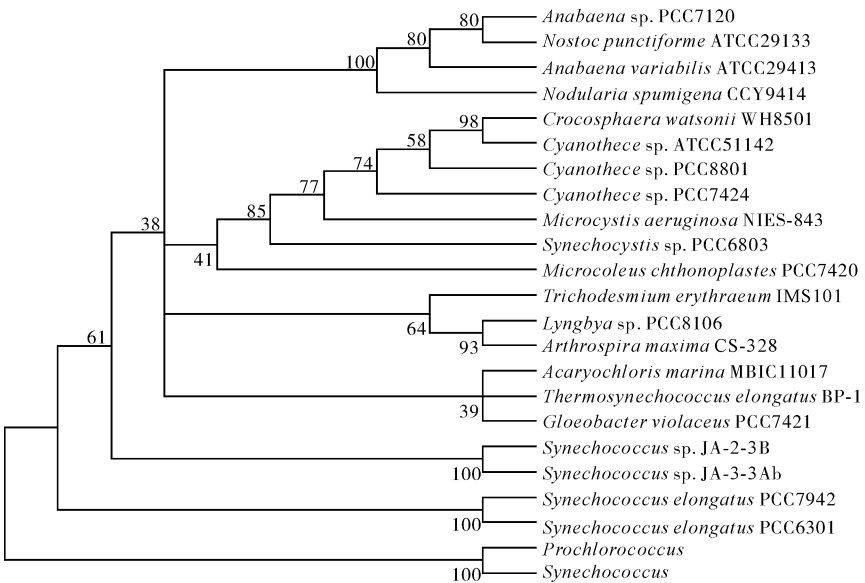 80 Anabaena sp. PCC7120
80 Nostoc punctiforme ATCC29133
100 Anabaena variabilis ATCC29413
Nodularia spumigena CCY9414
98 Crocosphaera watsonii WH8501
58 Cyanothece sp. ATCC51142
74 Cyanothece sp. PCC8801
77 Cyanothece sp. PCC7424
85 Microcystis aeruginosa NIES-843
38 Synechocystis sp. PCC6803
41 Microcoleus chthonoplastes PCC7420
Trichodesmium erythraeum IMS101
64 Lyngbya sp. PCC8106
61 93 Arthrospira maxima CS-328
Acaryochloris marina MBIC11017
Thermosynechococcus elongatus BP-1
39 Gloeobacter violaceus PCC7421
Synechococcus sp. JA-2-3B
100 Synechococcus sp. JA-3-3Ab
Synechococcus elongatus PCC7942
100 Synechococcus elongatus PCC6301
Prochlorococcus
100 Synechococcus